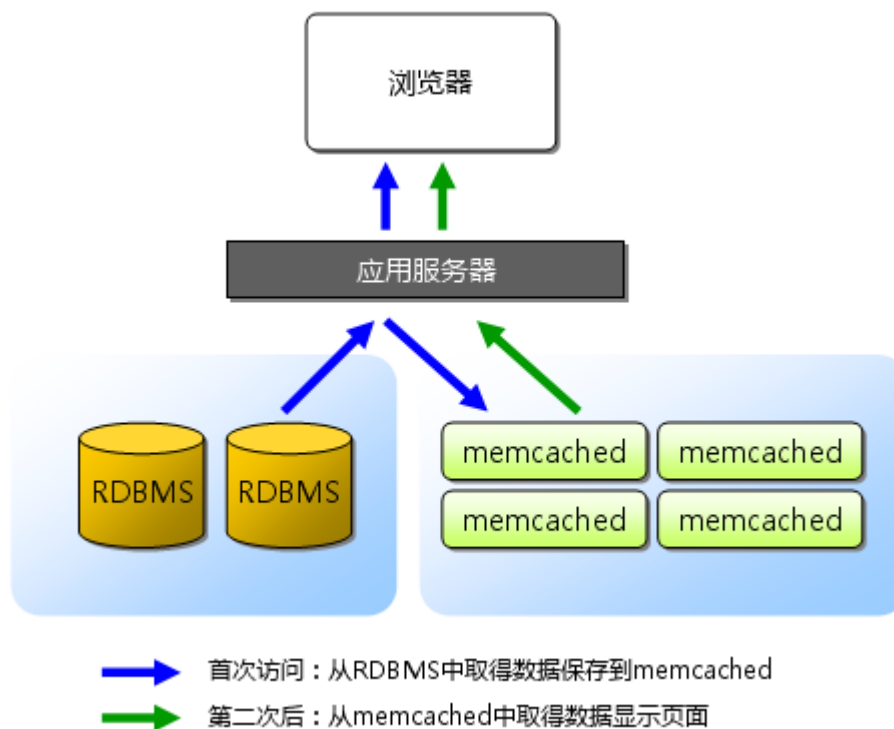 浏览器
应用服务器
RDBMS
RDBMS
memcached
memcached
memcached
memcached
首次访问：从RDBMS中取得数据保存到memcached
第二次后：从memcached中取得数据显示页面